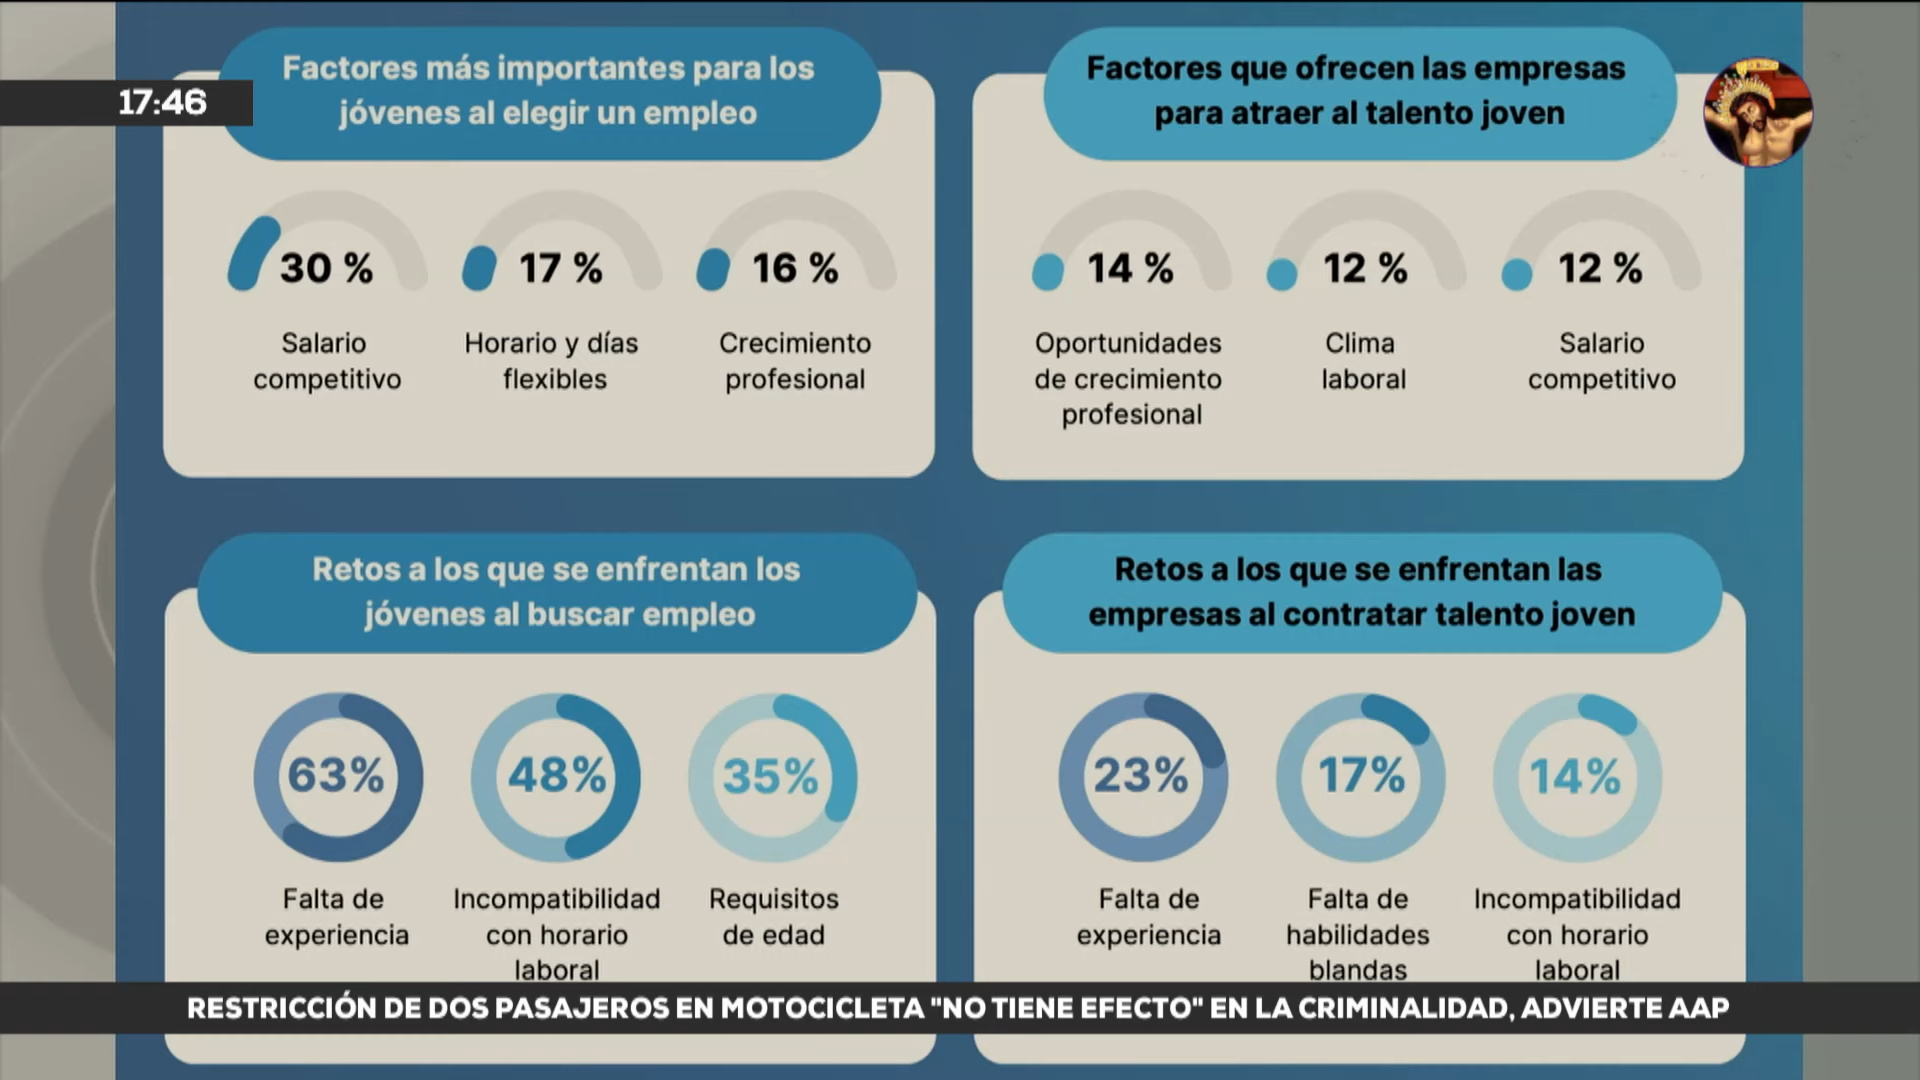 17:46
Factores más importantes para los
jóvenes al elegir un empleo
30 %
17 %
16 %
Salario
competitivo
Horario y días
flexibles
Crecimiento
profesional
Factores que ofrecen las empresas
para atraer al talento joven
14 %
12 %
12 %
Oportunidades
de crecimiento
profesional
Clima
laboral
Salario
competitivo
Retos a los que se enfrentan los
jóvenes al buscar empleo
63%
48%
35%
Falta de
experiencia
Incompatibilidad
con horario
laboral
Requisitos
de edad
Retos a los que se enfrentan las
empresas al contratar talento joven
23%
17%
14%
Falta de
experiencia
Falta de
habilidades
blandas
Incompatibilidad
con horario
laboral
RESTRICCIÓN DE DOS PASAJEROS EN MOTOCICLETA "NO TIENE EFECTO" EN LA CRIMINALIDAD, ADVIERTE AAP